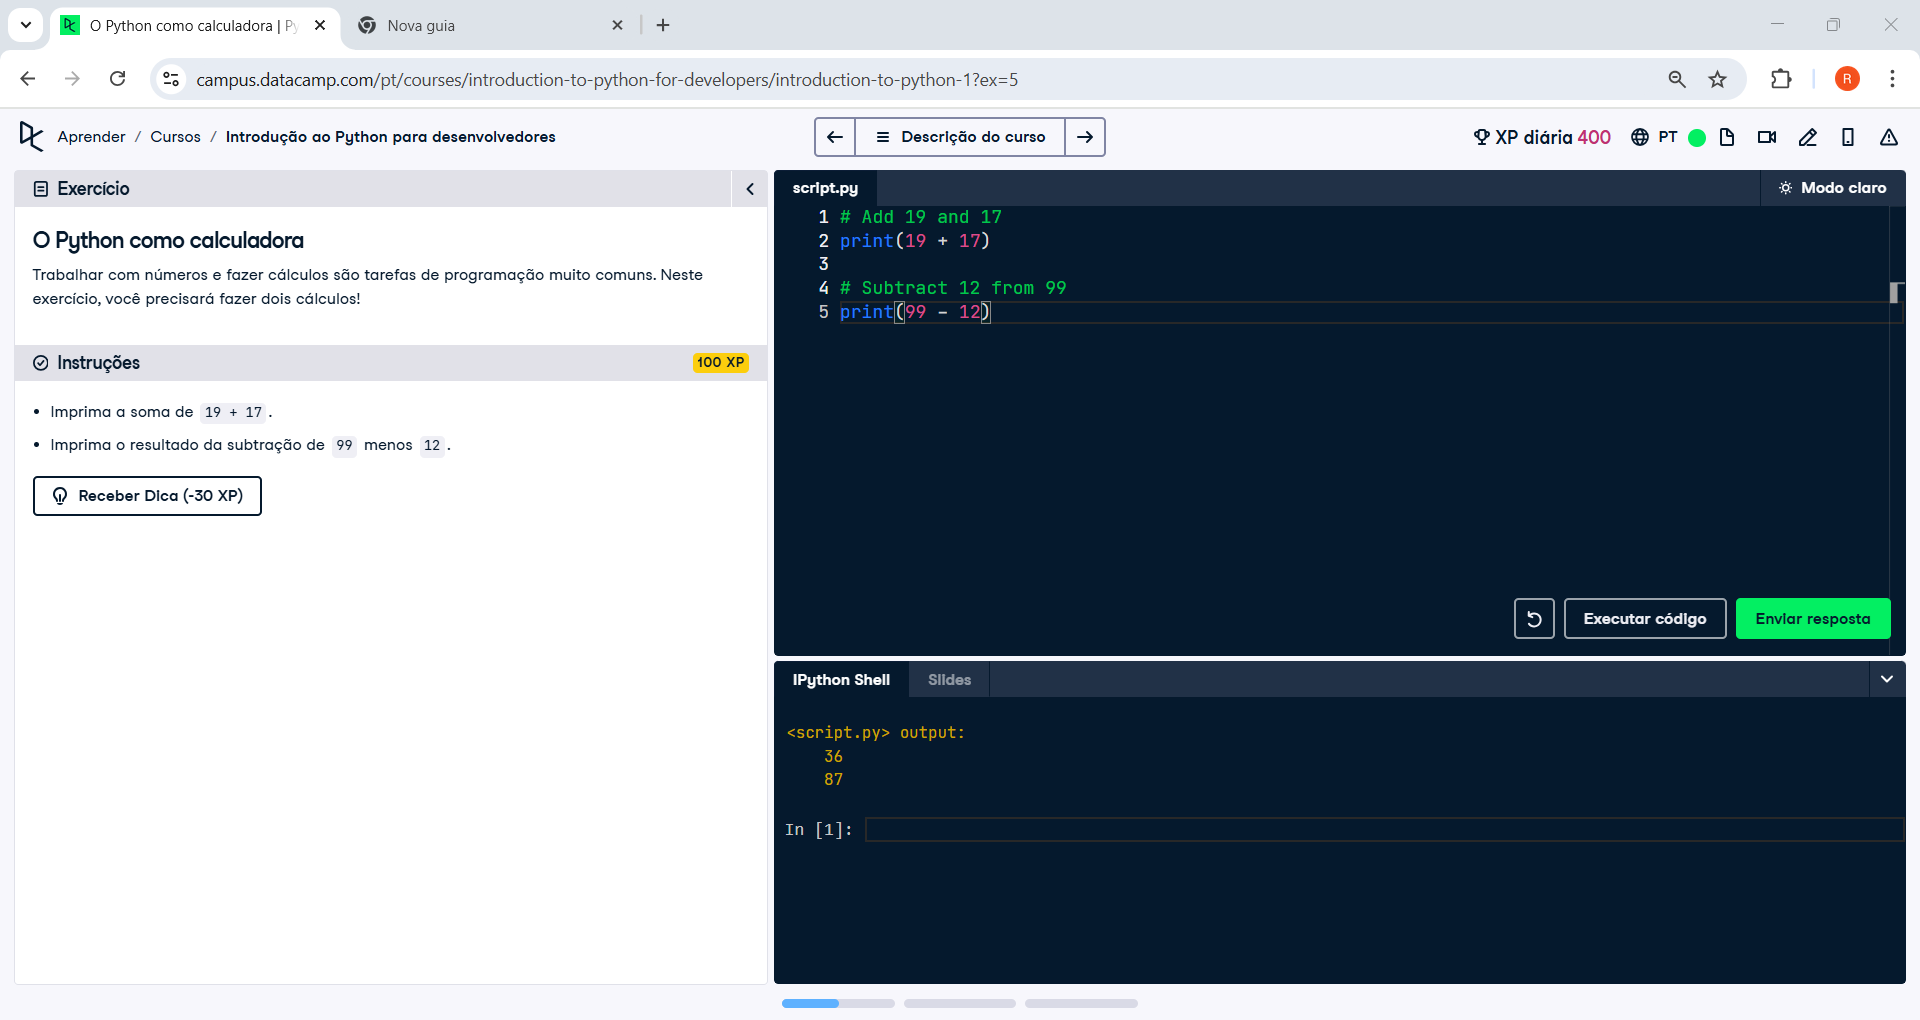 O Python como calculadora | Py
Nova guia
campus.datacamp.com/pt/courses/introduction-to-python-for-developers/introduction-to-python-1?ex=5
R
Aprender / Cursos / Introdução ao Python para desenvolvedores
Descrição do curso
XP diária 400
PT
Exercício
O Python como calculadora
Trabalhar com números e fazer cálculos são tarefas de programação muito comuns. Neste
exercício, você precisará fazer dois cálculos!
Instruções
100 XP
• Imprima a soma de 19 + 17 .
• Imprima o resultado da subtração de 99 menos 12 .
Receber Dica (-30 XP)
script.py
Modo claro
1 # Add 19 and 17
2 print(19 + 17)
3
4 # Subtract 12 from 99
5 print(99 - 12)
Executar código
Enviar resposta
IPython Shell
Slides
<script.py> output:
36
87
In [1]: